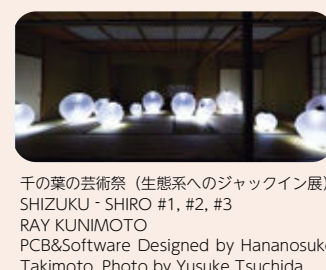 千の葉の芸術祭（生態系へのジャックイン展）
SHIZUKU - SHIRO #1, #2, #3
RAY KUNIMOTO
PCB&Software Designed by Hananosuke
Takimoto, Photo by Yusuke Tsuchida